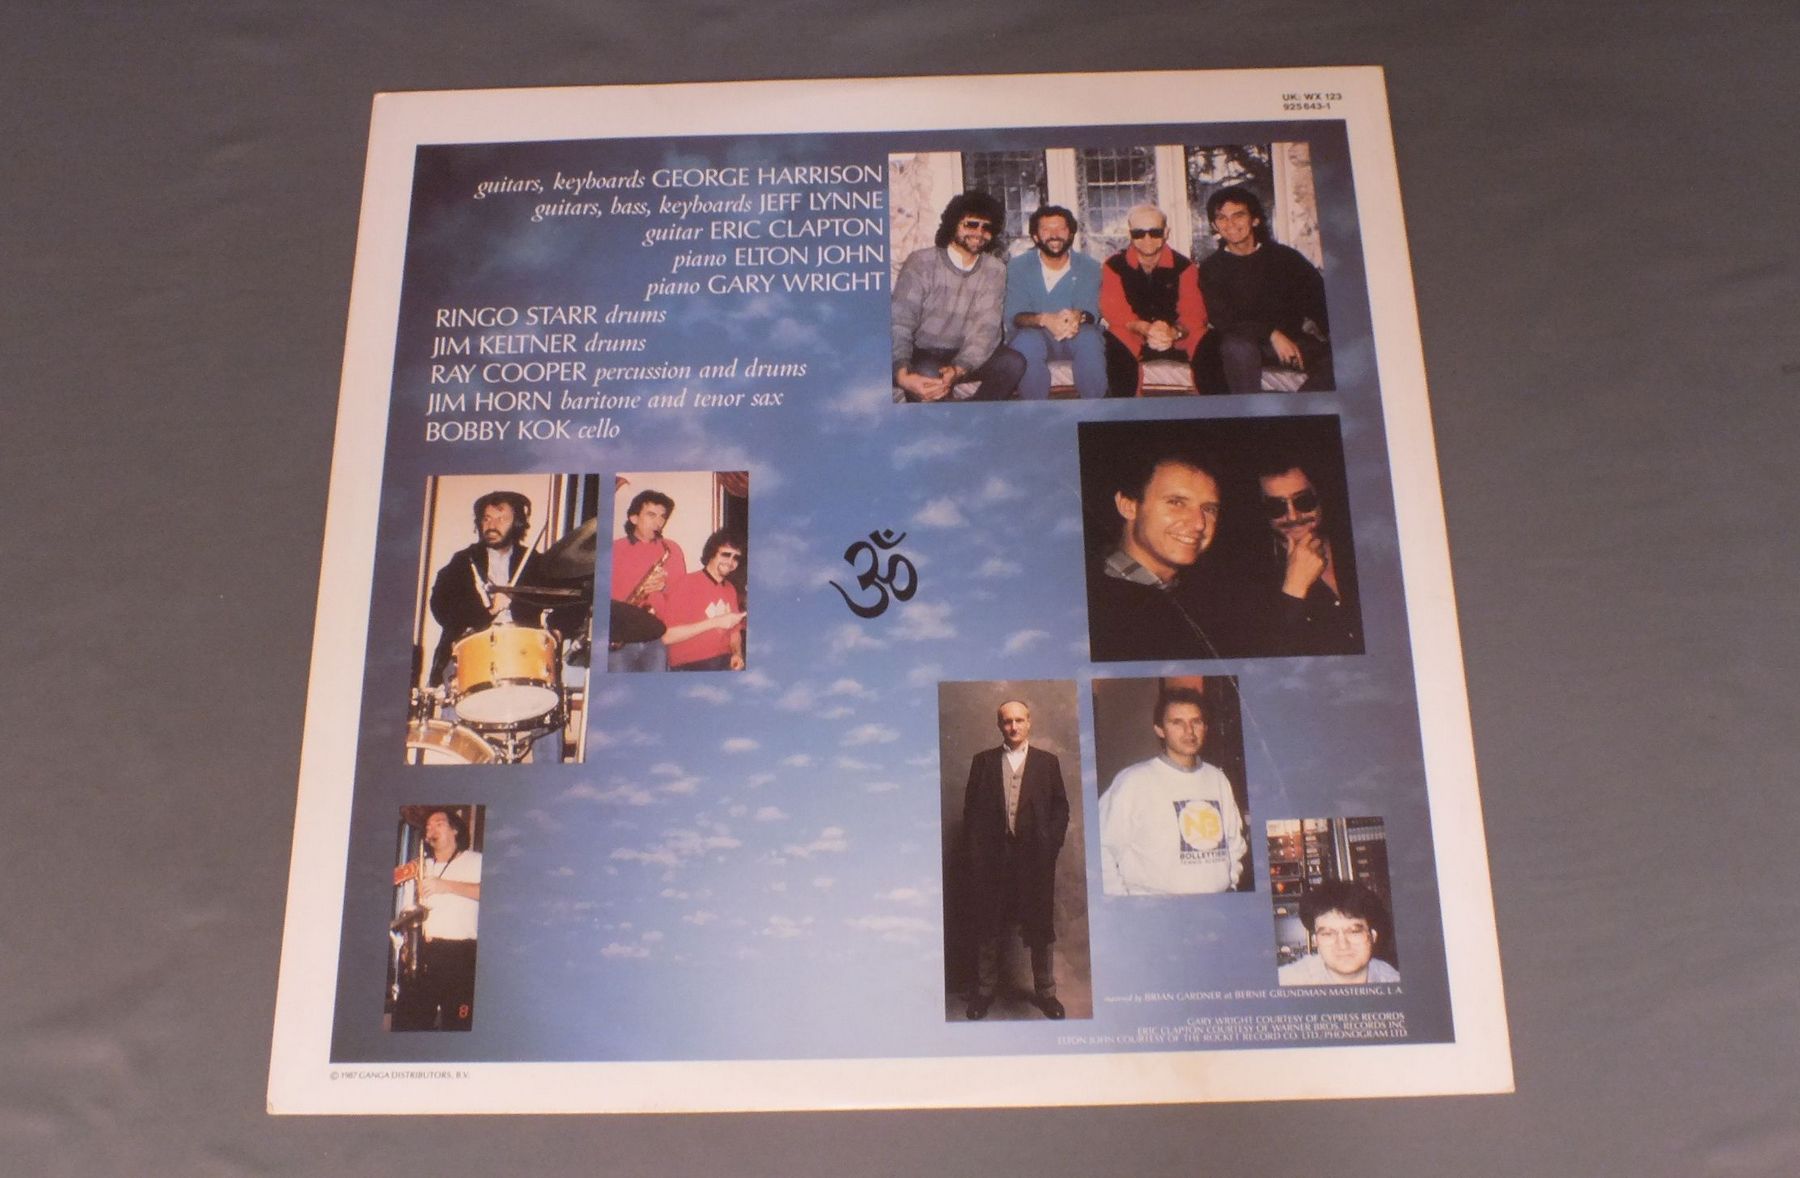 UK: WX 123
925 643-1
guitars, keyboards GEORGE HARRISON
guitars, bass, keyboards JEFF LYNNE
guitar ERIC CLAPTON
piano ELTON JOHN
piano GARY WRIGHT
RINGO STARR drums
JIM KELTNER drums
RAY COOPER percussion and drums
JIM HORN baritone and tenor sax
BOBBY KOK cello
ॐ
NB
BOLLETTIERI
8
mastered by BRIAN GARDNER at BERNIE GRUNDMAN MASTERING, L A
GARY WRIGHT COURTESY OF CYPRESS RECORDS
ERIC CLAPTON COURTESY OF WARNER BROS. RECORDS INC
ELTON JOHN COURTESY OF THE ROCKET RECORD CO. LTD./PHONOGRAM LTD
© 1987 GANGA DISTRIBUTORS, B.V.